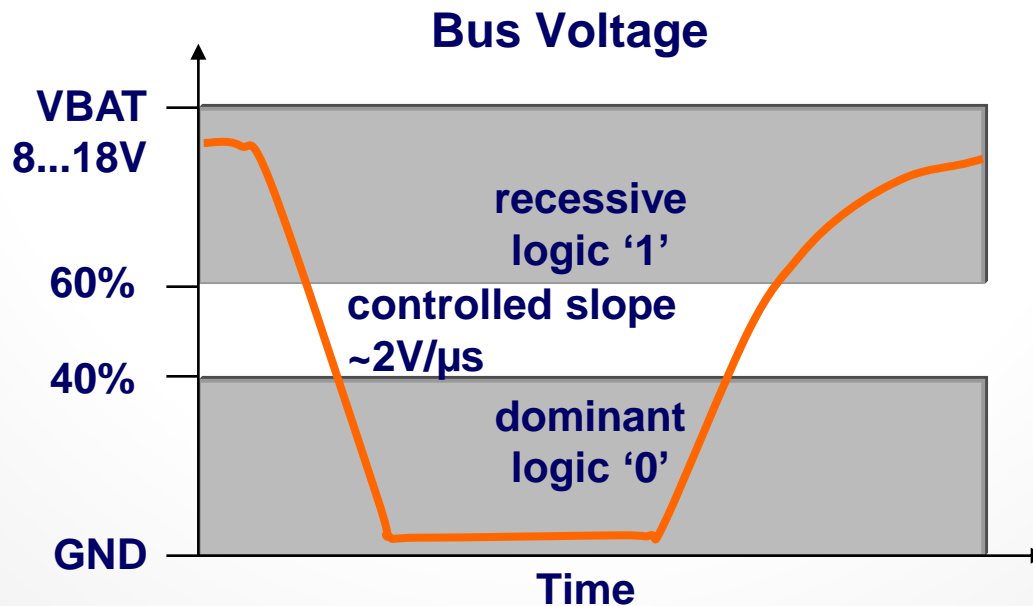 Bus Voltage
VBAT
8...18V
recessive
logic ‘1’
60%
controlled slope
~2V/µs
40%
dominant
logic ‘0’
GND
Time